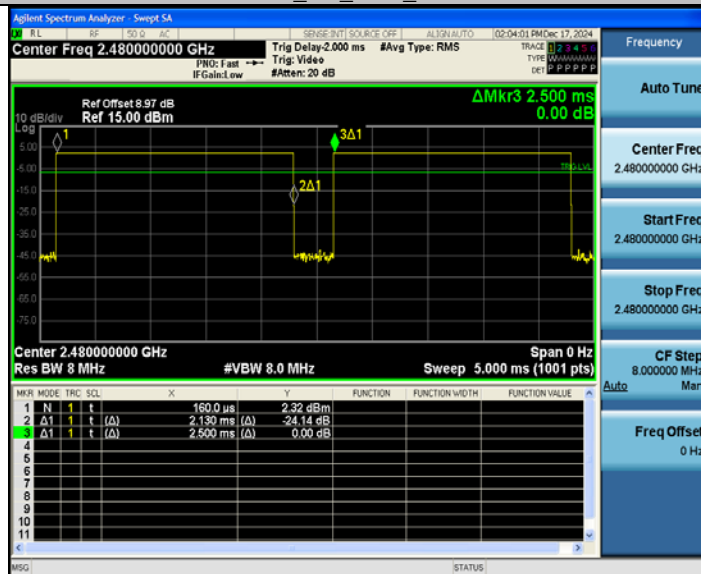 Agilent Spectrum Analyzer - Swept SA
RL RF 50 Ω AC SENSE:INT SOURCE OFF ALIGNAUTO 02:04:01 PM Dec 17, 2024
Center Freq 2.480000000 GHz
PNO: Fast
IFGain:Low
Trig Delay-2.000 ms
Trig: Video
#Atten: 20 dB
#Avg Type: RMS
TRACE 1 2 3 4 5 6
TYPE WWWWWW
DET P P P P P P
Ref Offset 8.97 dB
Ref 15.00 dBm
10 dB/div
Log
ΔMkr3 2.500 ms
0.00 dB
5.00
-5.00
-15.0
-25.0
-35.0
-45.0
-55.0
-65.0
-75.0
1
2Δ1
3Δ1
TRIG LVL
Center 2.480000000 GHz Span 0 Hz
Res BW 8 MHz #VBW 8.0 MHz Sweep 5.000 ms (1001 pts)
MKR MODE TRC SCL X Y FUNCTION FUNCTION WIDTH FUNCTION VALUE
1 N 1 t 160.0 µs 2.32 dBm
2 Δ1 1 t (Δ) 2.130 ms (Δ) -24.14 dB
3 Δ1 1 t (Δ) 2.500 ms (Δ) 0.00 dB
4
5
6
7
8
9
10
11
MSG STATUS
Frequency
Auto Tune
Center Freq
2.480000000 GHz
Start Freq
2.480000000 GHz
Stop Freq
2.480000000 GHz
CF Step
8.000000 MHz
Auto Man
Freq Offset
0 Hz